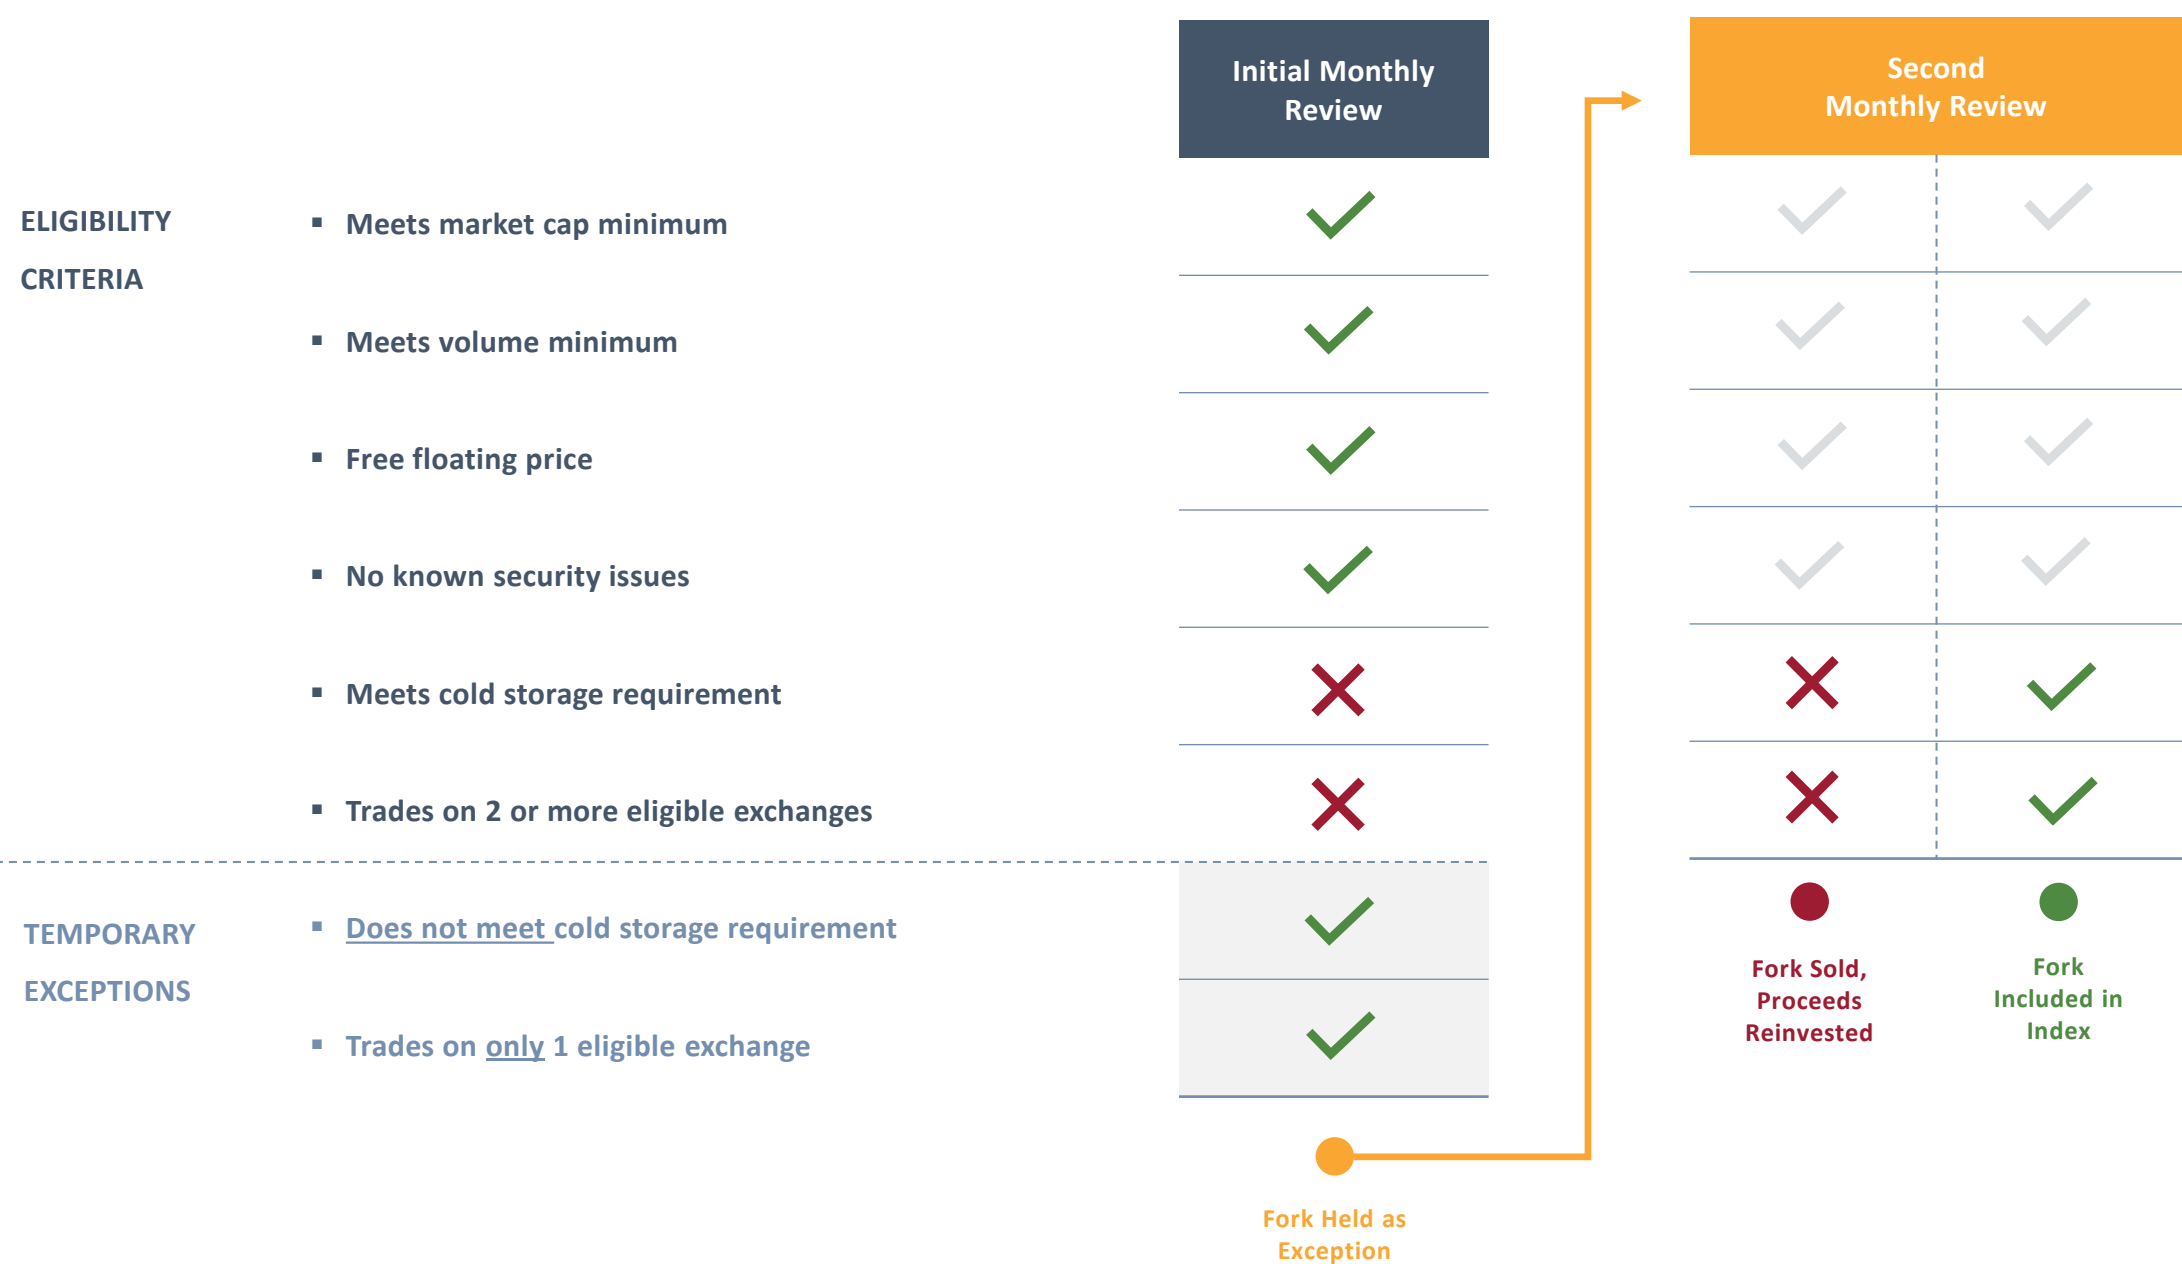 Initial Monthly
Review
Second
Monthly Review
ELIGIBILITY
CRITERIA
▪ Meets market cap minimum
▪ Meets volume minimum
▪ Free floating price
▪ No known security issues
▪ Meets cold storage requirement
▪ Trades on 2 or more eligible exchanges
TEMPORARY
EXCEPTIONS
▪ Does not meet cold storage requirement
▪ Trades on only 1 eligible exchange
Fork Held as
Exception
Fork Sold,
Proceeds
Reinvested
Fork
Included in
Index